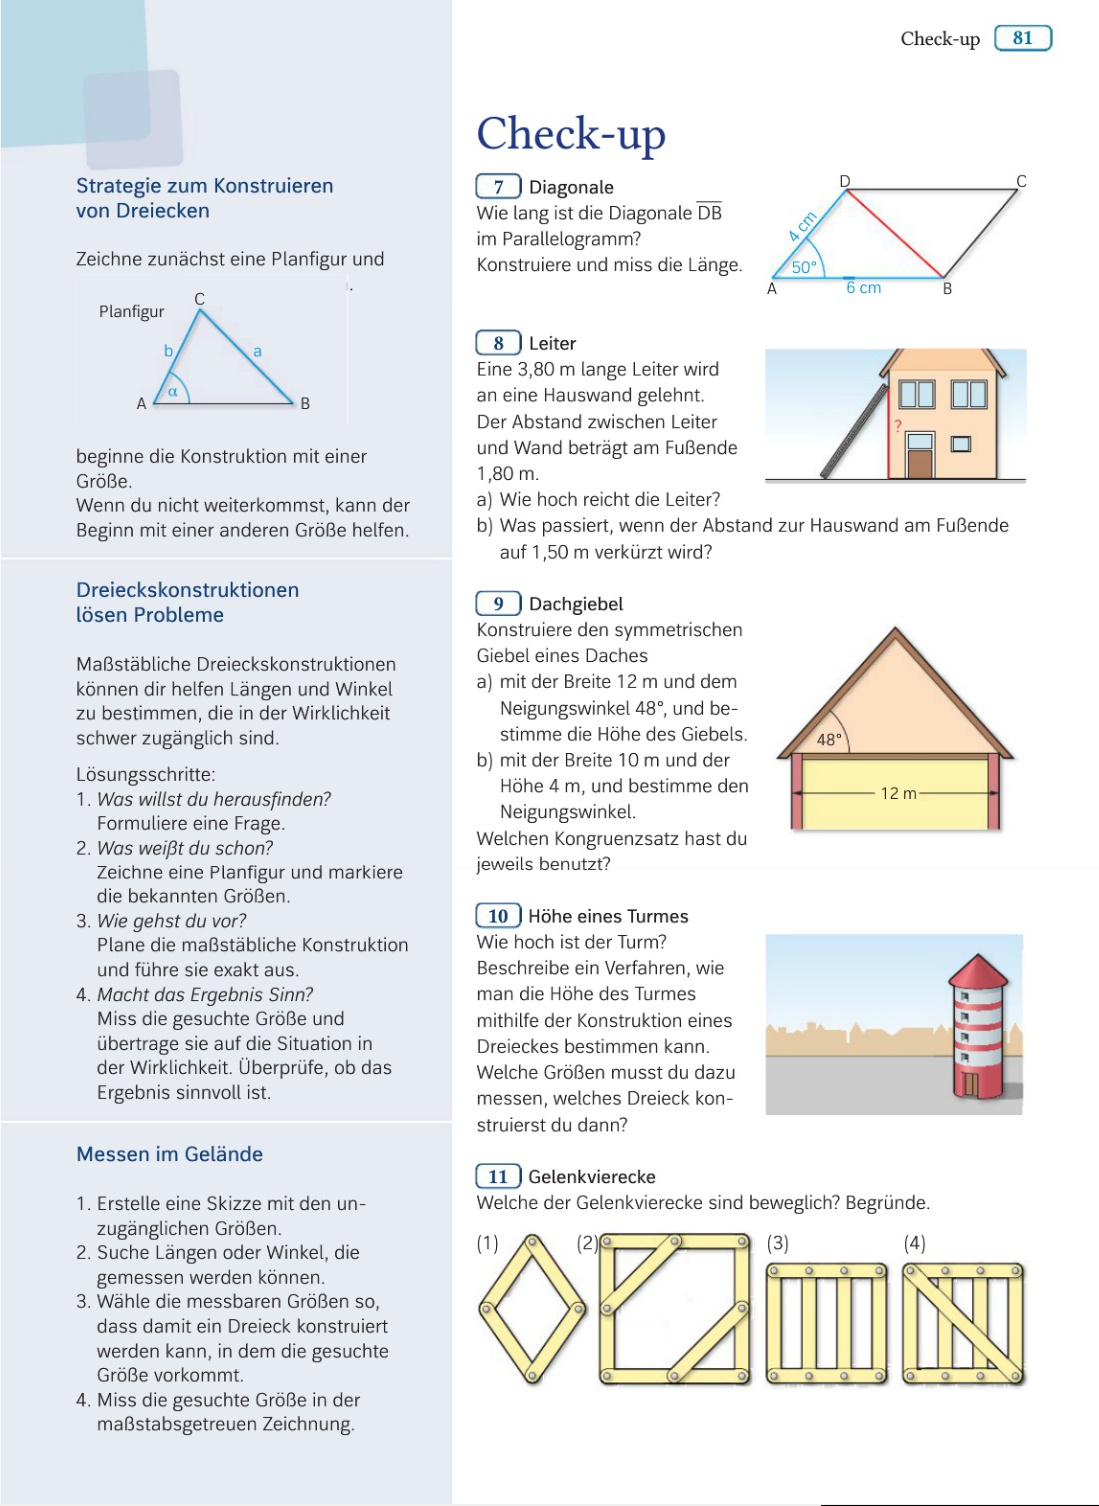 Check-up 81
Strategie zum Konstruieren
von Dreiecken
Zeichne zunächst eine Planfigur und
.
Planfigur
C
b
a
α
A
B
beginne die Konstruktion mit einer
Größe.
Wenn du nicht weiterkommst, kann der
Beginn mit einer anderen Größe helfen.
Dreieckskonstruktionen
lösen Probleme
Maßstäbliche Dreieckskonstruktionen
können dir helfen Längen und Winkel
zu bestimmen, die in der Wirklichkeit
schwer zugänglich sind.
Lösungsschritte:
1. Was willst du herausfinden?
Formuliere eine Frage.
2. Was weißt du schon?
Zeichne eine Planfigur und markiere
die bekannten Größen.
3. Wie gehst du vor?
Plane die maßstäbliche Konstruktion
und führe sie exakt aus.
4. Macht das Ergebnis Sinn?
Miss die gesuchte Größe und
übertrage sie auf die Situation in
der Wirklichkeit. Überprüfe, ob das
Ergebnis sinnvoll ist.
Messen im Gelände
1. Erstelle eine Skizze mit den un-
zugänglichen Größen.
2. Suche Längen oder Winkel, die
gemessen werden können.
3. Wähle die messbaren Größen so,
dass damit ein Dreieck konstruiert
werden kann, in dem die gesuchte
Größe vorkommt.
4. Miss die gesuchte Größe in der
maßstabsgetreuen Zeichnung.
Check-up
7 Diagonale
Wie lang ist die Diagonale D̅B̅
im Parallelogramm?
Konstruiere und miss die Länge.
D
C
4 cm
50°
A
6 cm
B
8 Leiter
Eine 3,80 m lange Leiter wird
an eine Hauswand gelehnt.
Der Abstand zwischen Leiter
und Wand beträgt am Fußende
1,80 m.
a) Wie hoch reicht die Leiter?
b) Was passiert, wenn der Abstand zur Hauswand am Fußende
auf 1,50 m verkürzt wird?
?
9 Dachgiebel
Konstruiere den symmetrischen
Giebel eines Daches
a) mit der Breite 12 m und dem
Neigungswinkel 48°, und be-
stimme die Höhe des Giebels.
b) mit der Breite 10 m und der
Höhe 4 m, und bestimme den
Neigungswinkel.
Welchen Kongruenzsatz hast du
jeweils benutzt?
48°
12 m
10 Höhe eines Turmes
Wie hoch ist der Turm?
Beschreibe ein Verfahren, wie
man die Höhe des Turmes
mithilfe der Konstruktion eines
Dreieckes bestimmen kann.
Welche Größen musst du dazu
messen, welches Dreieck kon-
struierst du dann?
11 Gelenkvierecke
Welche der Gelenkvierecke sind beweglich? Begründe.
(1) (2) (3) (4)